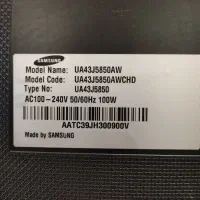 SAMSUNG
Model Name: UA43J5850AW
Model Code: UA43J5850AWCHD
Type No: UA43J5850
AC100-240V 50/60Hz 100W
AATC39JH300900V
Made by SAMSUNG